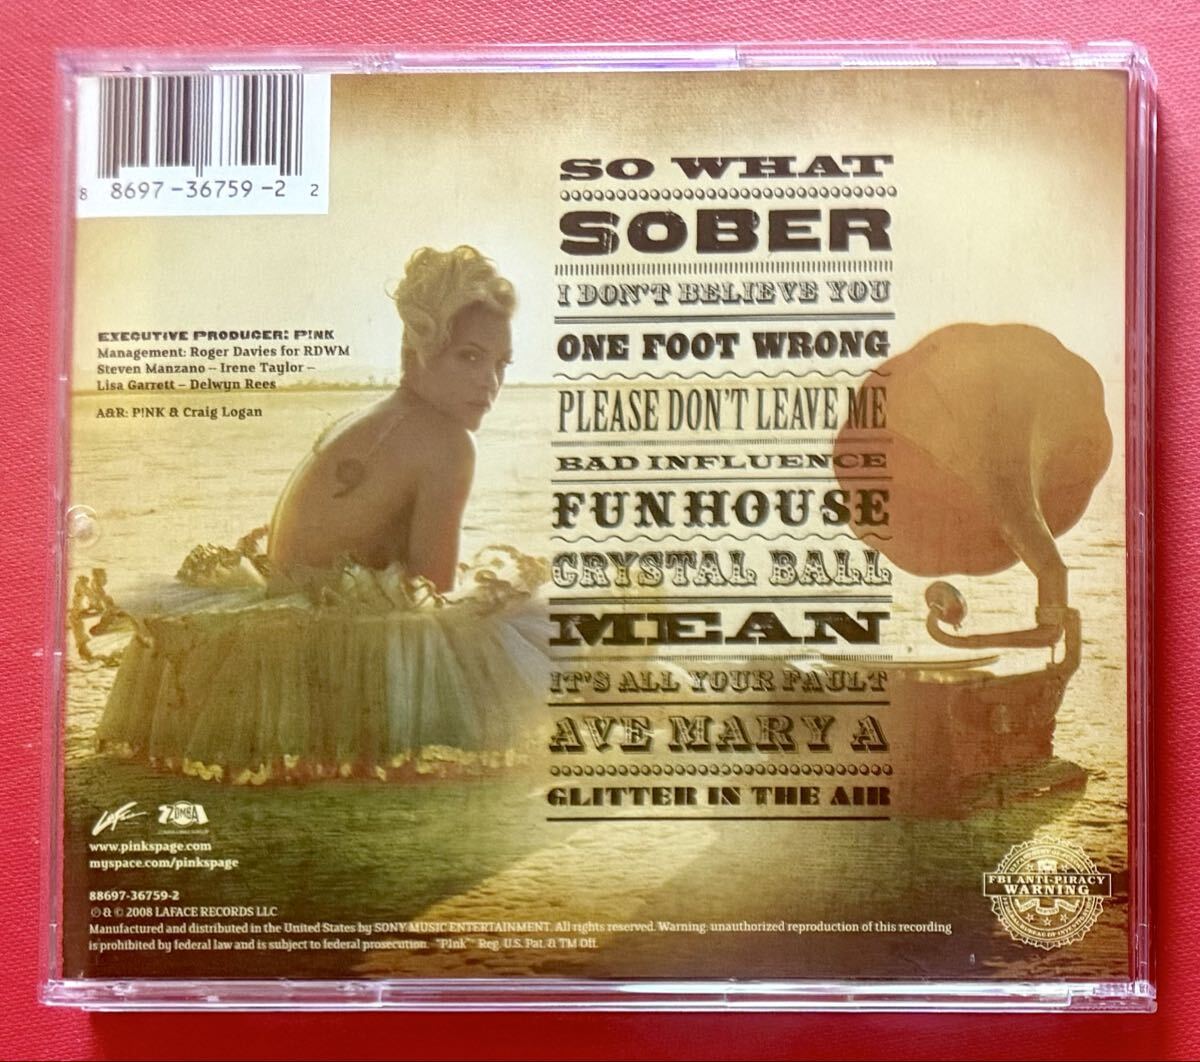 8 8697-36759-2 2
EXECUTIVE PRODUCER: P!NK
Management: Roger Davies for RDWM
Steven Manzano – Irene Taylor –
Lisa Garrett – Delwyn Rees
A&R: P!NK & Craig Logan
SO WHAT
SOBER
I DON'T BELIEVE YOU
ONE FOOT WRONG
PLEASE DON'T LEAVE ME
BAD INFLUENCE
FUNHOUSE
CRYSTAL BALL
MEAN
IT'S ALL YOUR FAULT
AVE MARY A
GLITTER IN THE AIR
LaFace
ZOMBA
www.pinkspage.com
myspace.com/pinkspage
88697-36759-2
℗ & © 2008 LAFACE RECORDS LLC
Manufactured and distributed in the United States by SONY MUSIC ENTERTAINMENT. All rights reserved. Warning: unauthorized reproduction of this recording
is prohibited by federal law and is subject to federal prosecution. "P!nk" Reg. U.S. Pat. & TM Off.
FBI ANTI-PIRACY
WARNING